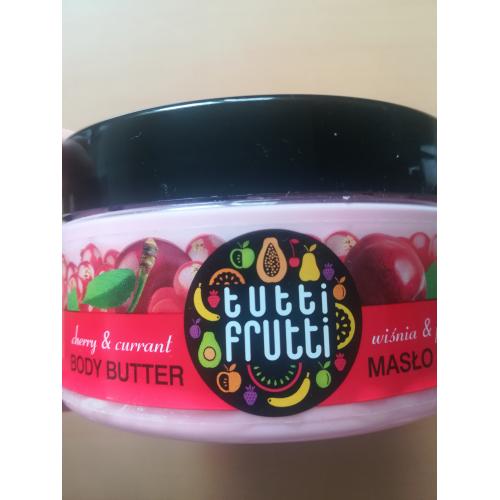 cherry & currant
BODY BUTTER
tutti
frutti
wiśnia &
MASŁO